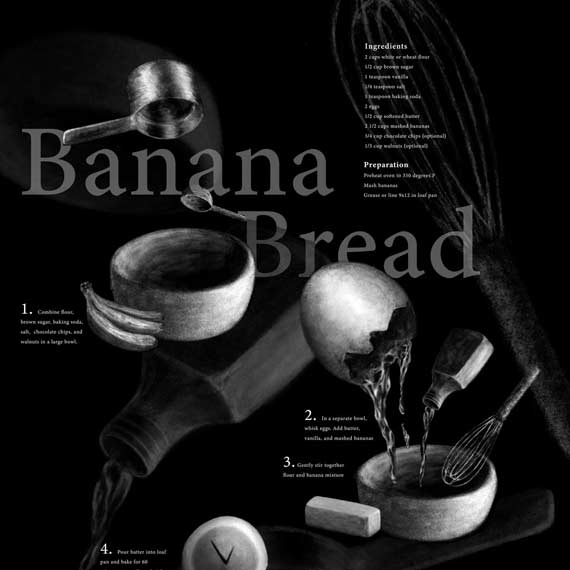 Banana
Bread
Ingredients
2 cups white or wheat flour
1/2 cup brown sugar
1 teaspoon vanilla
1/4 teaspoon salt
1 teaspoon baking soda
2 eggs
1/2 cup softened butter
2 1/2 cups mashed bananas
3/4 cup chocolate chips (optional)
1/3 cup walnuts (optional)
Preparation
Preheat oven to 350 degrees F
Mash bananas
Grease or line 9x12 in loaf pan
1. Combine flour,
brown sugar, baking soda,
salt, chocolate chips, and
walnuts in a large bowl.
2. In a separate bowl,
whisk eggs. Add butter,
vanilla, and mashed bananas
3. Gently stir together
flour and banana mixture
4. Pour batter into loaf
pan and bake for 60